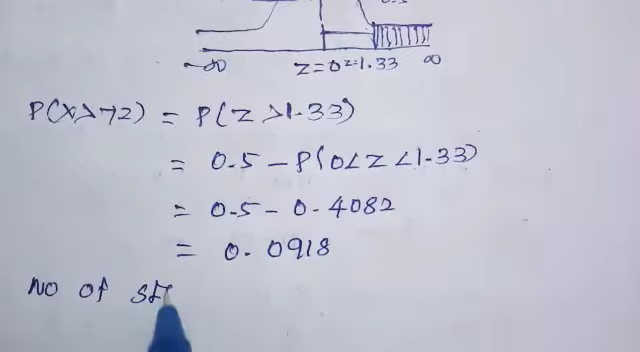 -∞ Z=0 Z=1.33 ∞
P(X>72) = P(Z>1.33)
= 0.5 - P(0<Z<1.33)
= 0.5 - 0.4082
= 0.0918
No of